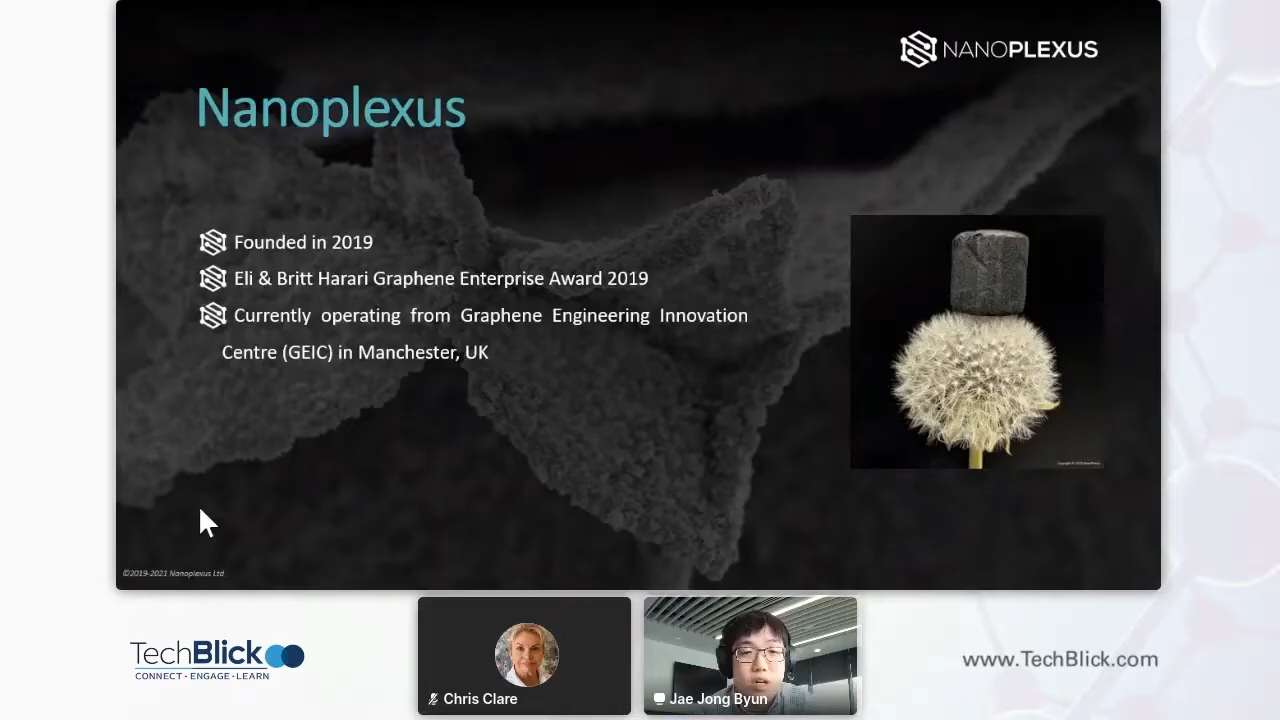 NANOPLEXUS
Nanoplexus
Founded in 2019
Eli & Britt Harari Graphene Enterprise Award 2019
Currently operating from Graphene Engineering Innovation
Centre (GEIC) in Manchester, UK
©2019-2021 Nanoplexus Ltd
TechBlick
CONNECT · ENGAGE · LEARN
Chris Clare
Jae Jong Byun
www.TechBlick.com